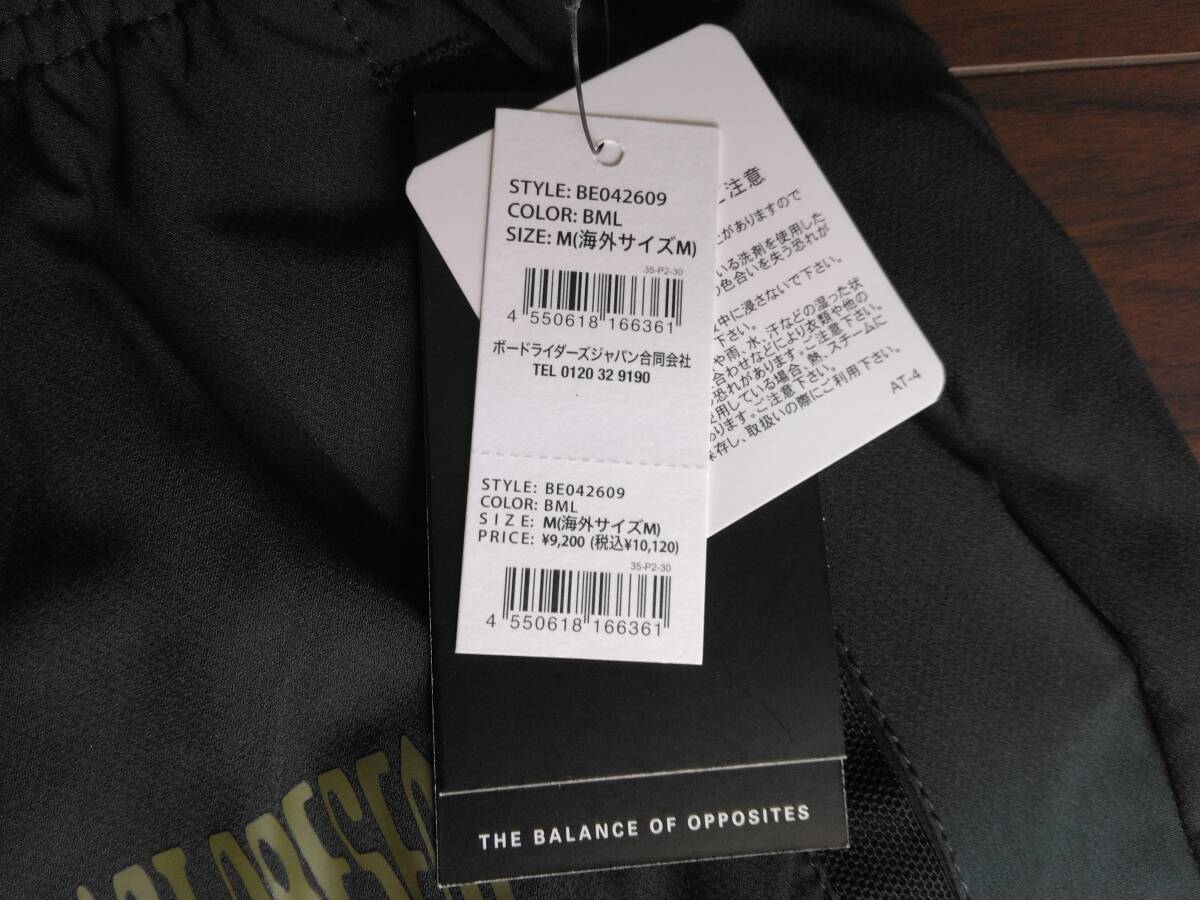 STYLE: BE042609
COLOR: BML
SIZE: M(海外サイズM)
35-P2-30
4 550618 166361
ボードライダーズジャパン合同会社
TEL 0120 32 9190
STYLE: BE042609
COLOR: BML
SIZE: M(海外サイズM)
PRICE: ¥9,200 (税込¥10,120)
35-P2-30
4 550618 166361
ご注意
がありますので
いる洗剤を使用した
の色合いを失う恐れが
中に浸さないで下さい。
下さい。
や雨、水、汗などの湿った状
合わせなどにより衣類や他の
恐れがあります。ご注意下さい。
使用している場合、熱、スチームに
あります。ご注意下さい。
保存し、取扱いの際にご利用下さい。
AT-4
THE BALANCE OF OPPOSITES